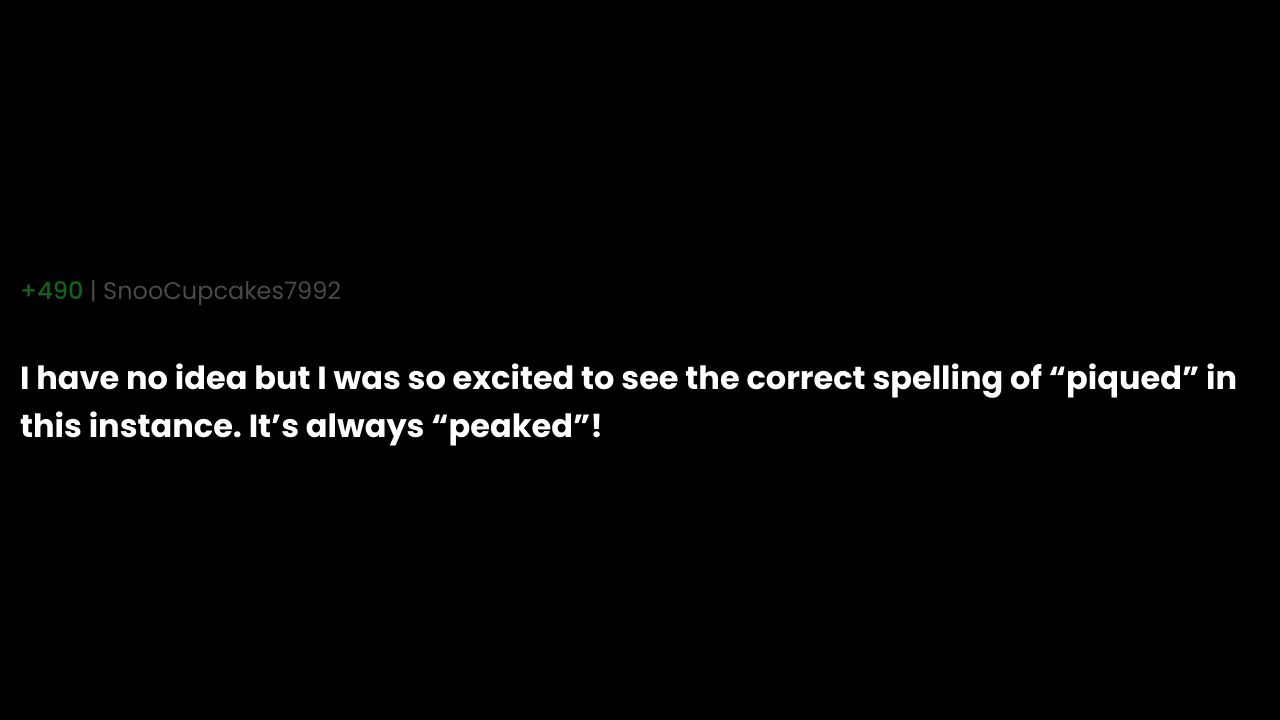 +490 | SnooCupcakes7992
I have no idea but I was so excited to see the correct spelling of “piqued” in
this instance. It’s always “peaked”!